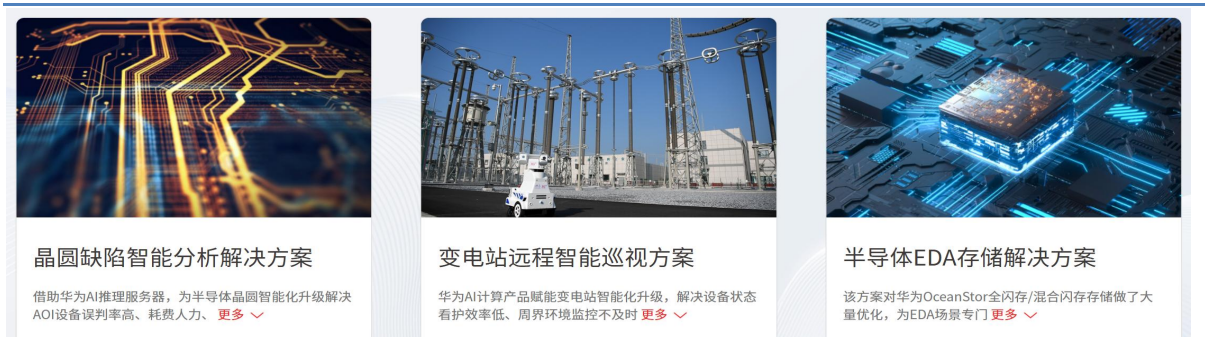 晶圆缺陷智能分析解决方案
借助华为AI推理服务器，为半导体晶圆智能化升级解决
AOI设备误判率高、耗费人力、 更多
变电站远程智能巡视方案
华为AI计算产品赋能变电站智能化升级，解决设备状态
看护效率低、周界环境监控不及时 更多
半导体EDA存储解决方案
该方案对华为OceanStor全闪存/混合闪存存储做了大
量优化，为EDA场景专门 更多